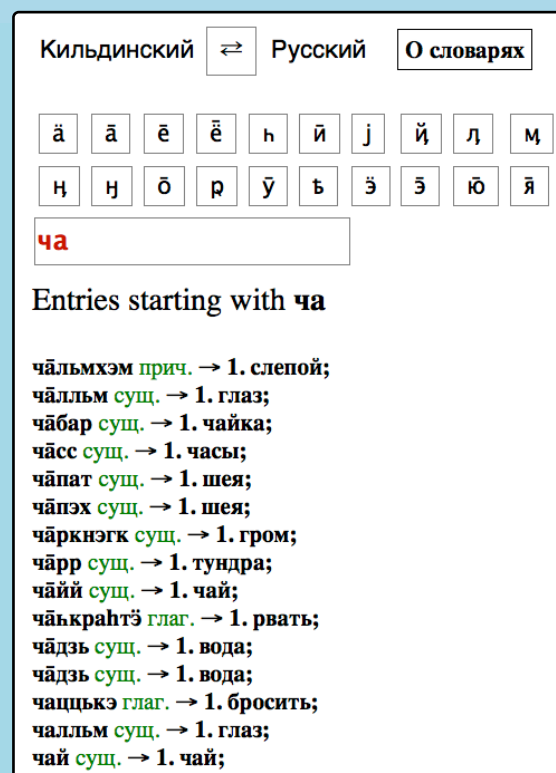 Кильдинский ⇄ Русский О словарях
ӓ а̄ е̄ ё̄ һ ӣ ј ҋ ӆ ӎ
ӊ ӈ о̄ ҏ ӯ ҍ ӭ э̄ ю̄ я̄
ча
Entries starting with ча
ча̄льмхэм прич. → 1. слепой;
ча̄лльм сущ. → 1. глаз;
ча̄бар сущ. → 1. чайка;
ча̄сс сущ. → 1. часы;
ча̄пат сущ. → 1. шея;
ча̄пэх сущ. → 1. шея;
ча̄ркнэгк сущ. → 1. гром;
ча̄рр сущ. → 1. тундра;
ча̄йй сущ. → 1. чай;
ча̄һкраһтӭ глаг. → 1. рвать;
ча̄дзь сущ. → 1. вода;
ча̄дзь сущ. → 1. вода;
чаццькэ глаг. → 1. бросить;
чалльм сущ. → 1. глаз;
чай сущ. → 1. чай;